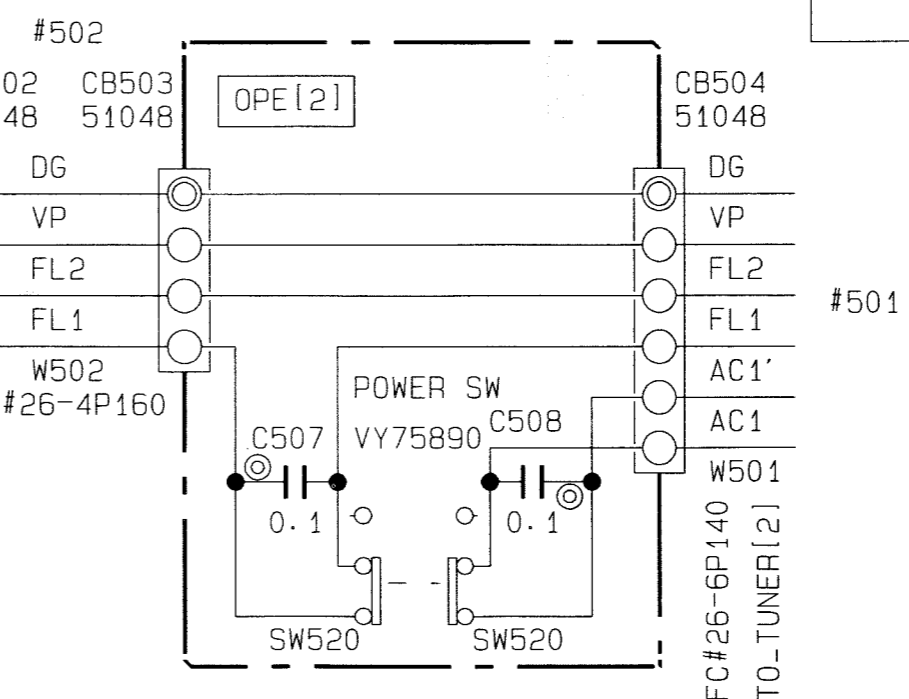 #502
02 CB503
48 51048
OPE[2]
CB504
51048
DG
VP
FL2
FL1
W502
#26-4P160
DG
VP
FL2
FL1
AC1'
AC1
W501
#501
POWER SW
VY75890
C507
0.1
C508
0.1
SW520
SW520
FC#26-6P140
TO_TUNER[2]